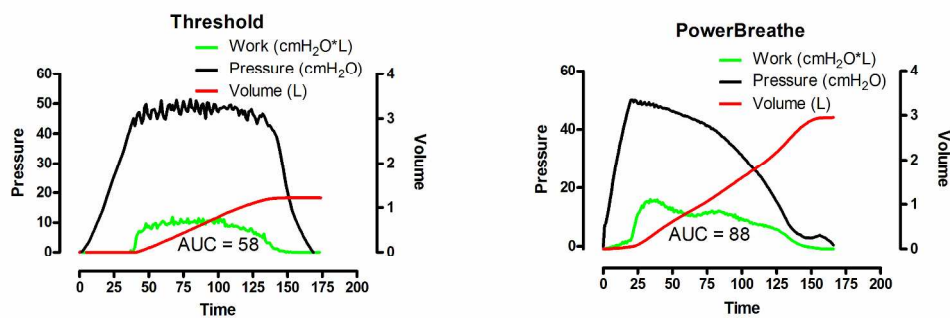 Threshold
Work (cmH₂O*L)
Pressure (cmH₂O)
Volume (L)
60
50
40
30
20
10
0
Pressure
4
3
2
1
0
Volume
AUC = 58
0 25 50 75 100 125 150 175 200
Time
PowerBreathe
Work (cmH₂O*L)
Pressure (cmH₂O)
Volume (L)
60
40
20
0
Pressure
4
3
2
1
0
Volume
AUC = 88
0 25 50 75 100 125 150 175 200
Time